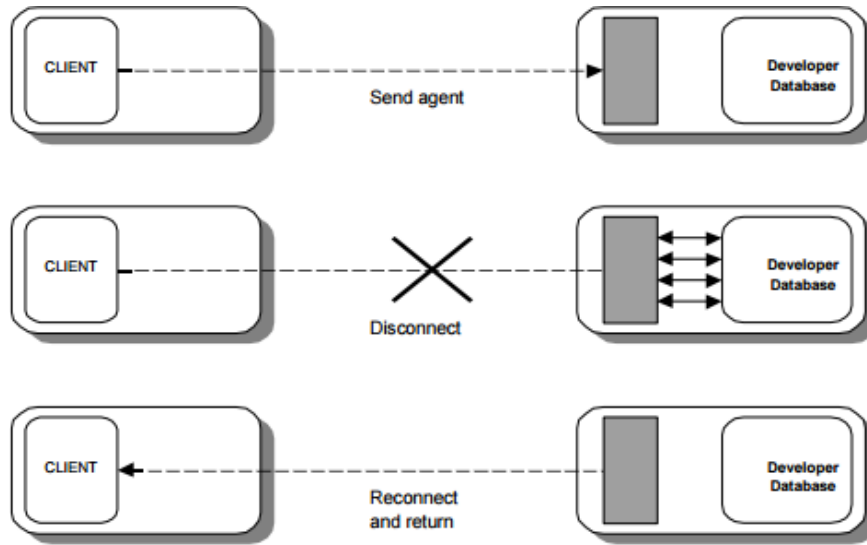 CLIENT
Send agent
Developer
Database
CLIENT
Disconnect
Developer
Database
CLIENT
Reconnect
and return
Developer
Database